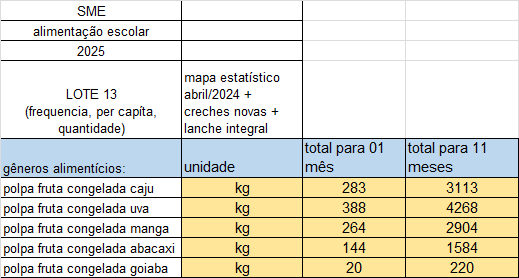 SME
alimentação escolar
2025
LOTE 13
(frequencia, per capíta,
quantidade)
mapa estatístico
abril/2024 +
creches novas +
lanche integral
gêneros alimentícios:
unidade
total para 01
mês
total para 11
meses
polpa fruta congelada caju kg 283 3113
polpa fruta congelada uva kg 388 4268
polpa fruta congelada manga kg 264 2904
polpa fruta congelada abacaxi kg 144 1584
polpa fruta congelada goiaba kg 20 220